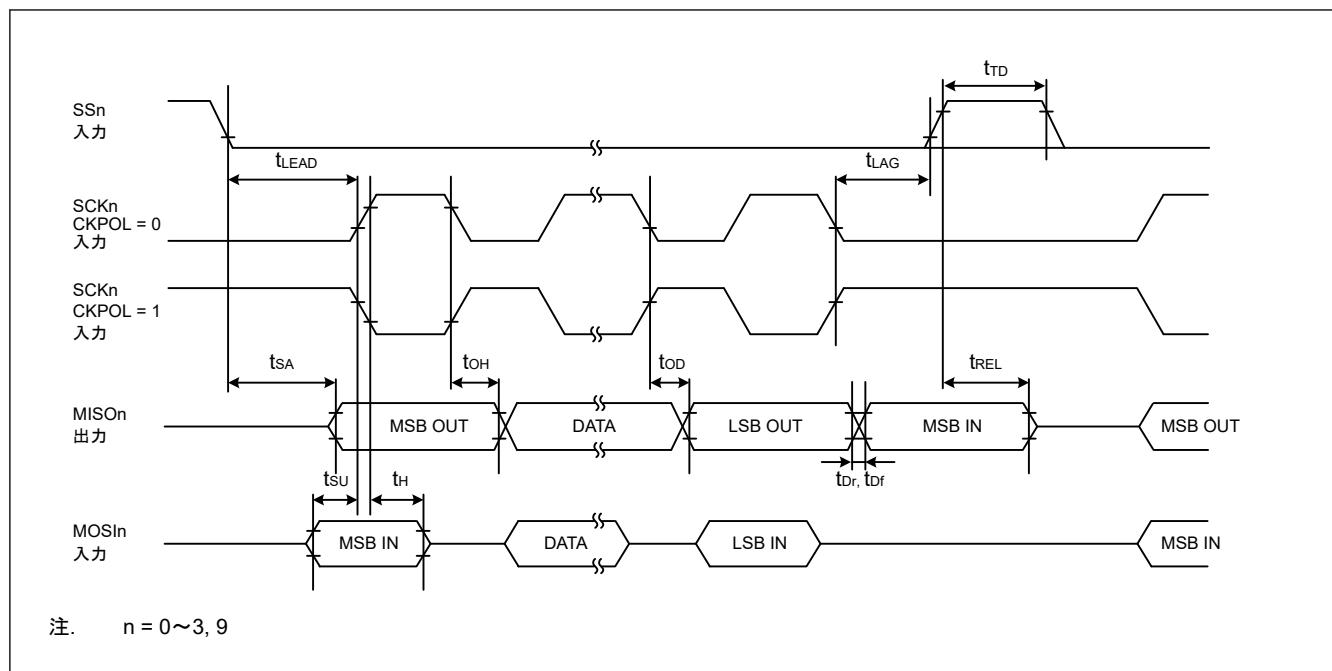 tTD
SSn
入力
tLEAD
tLAG
SCKn
CKPOL = 0
入力
SCKn
CKPOL = 1
入力
tSA
tOH
tOD
tREL
MISOn
出力
MSB OUT
DATA
LSB OUT
MSB IN
MSB OUT
tSU
tH
tDr, tDf
MOSIn
入力
MSB IN
DATA
LSB IN
MSB IN
注. n = 0～3, 9